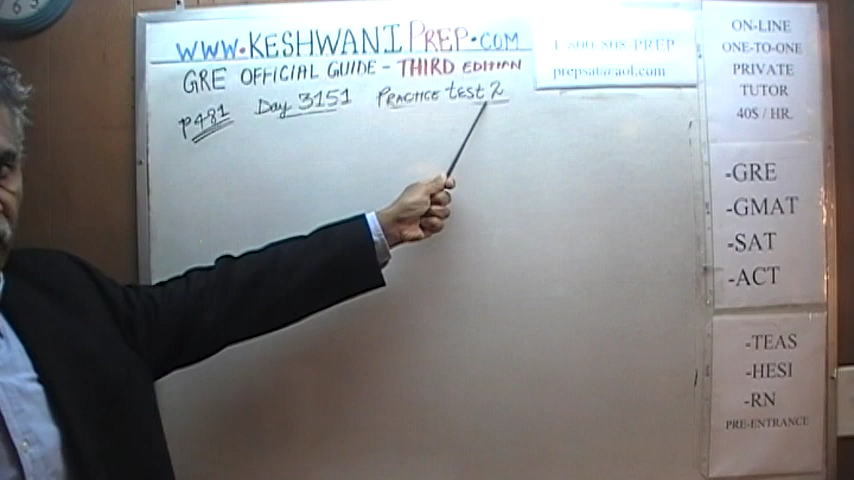 WWW.KESHWANIPREP.COM
GRE OFFICIAL GUIDE - THIRD EDITION
P481 Day 3151 PRACTICE tEST 2
PREP
prepsat@aol.com
ON-LINE
ONE-TO-ONE
PRIVATE
TUTOR
40$ / HR.
-GRE
-GMAT
-SAT
-ACT
-TEAS
-HESI
-RN
PRE-ENTRANCE